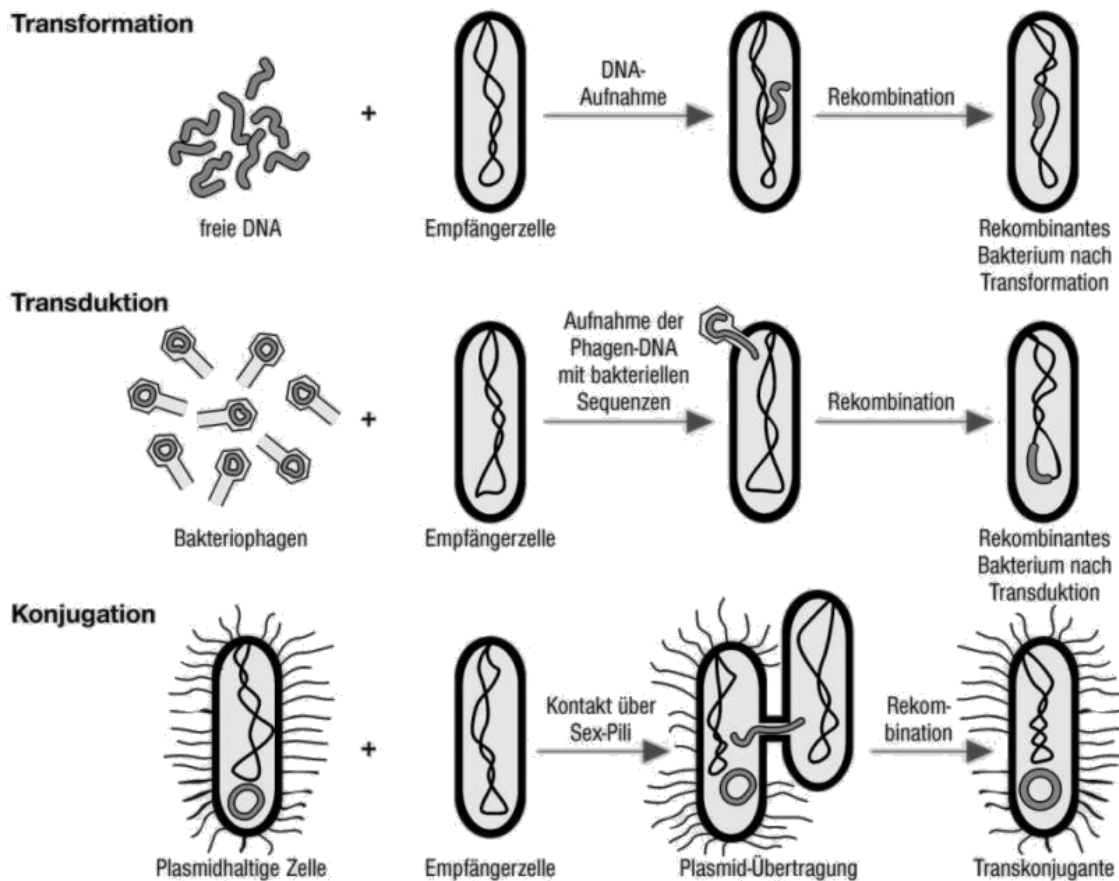 Transformation
DNA-
Aufnahme
Rekombination
+
freie DNA
Empfängerzelle
Rekombinantes
Bakterium nach
Transformation
Transduktion
Aufnahme der
Phagen-DNA
mit bakteriellen
Sequenzen
Rekombination
+
Bakteriophagen
Empfängerzelle
Rekombinantes
Bakterium nach
Transduktion
Konjugation
Kontakt über
Sex-Pili
Rekom-
bination
+
Plasmidhaltige Zelle
Empfängerzelle
Plasmid-Übertragung
Transkonjugante